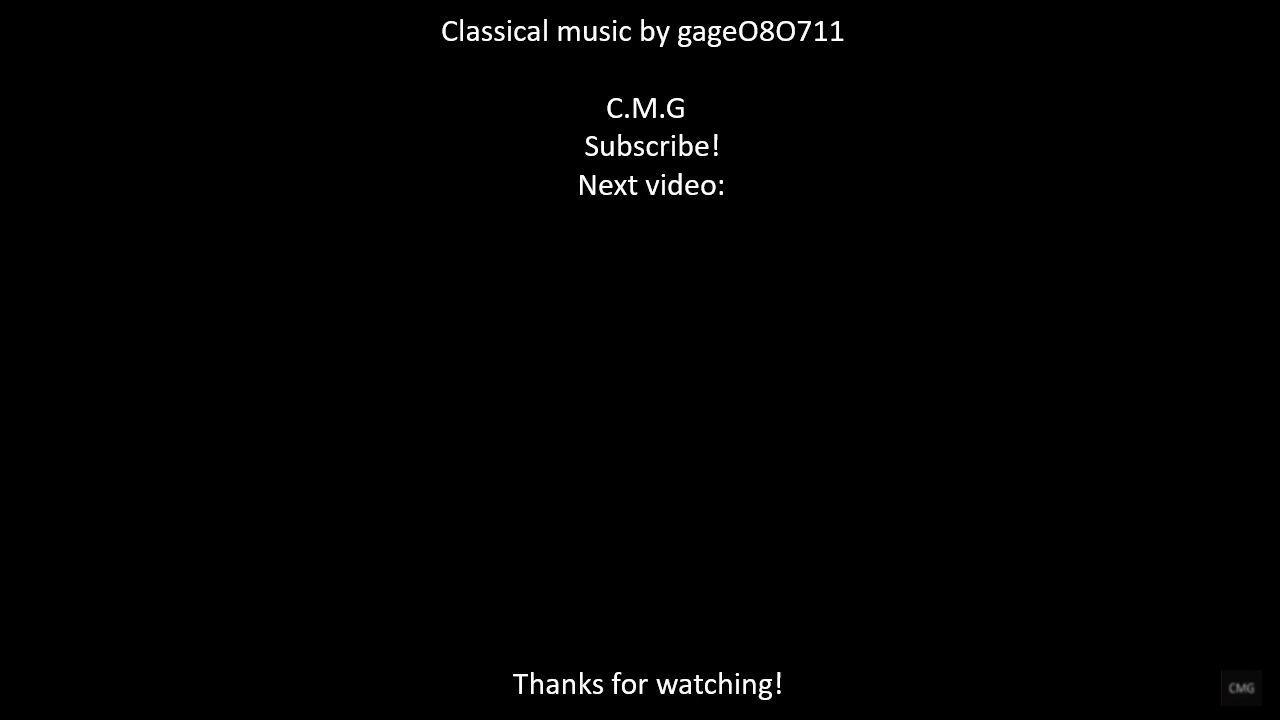 Classical music by gageO8O711
C.M.G
Subscribe!
Next video:
Thanks for watching!
CMG